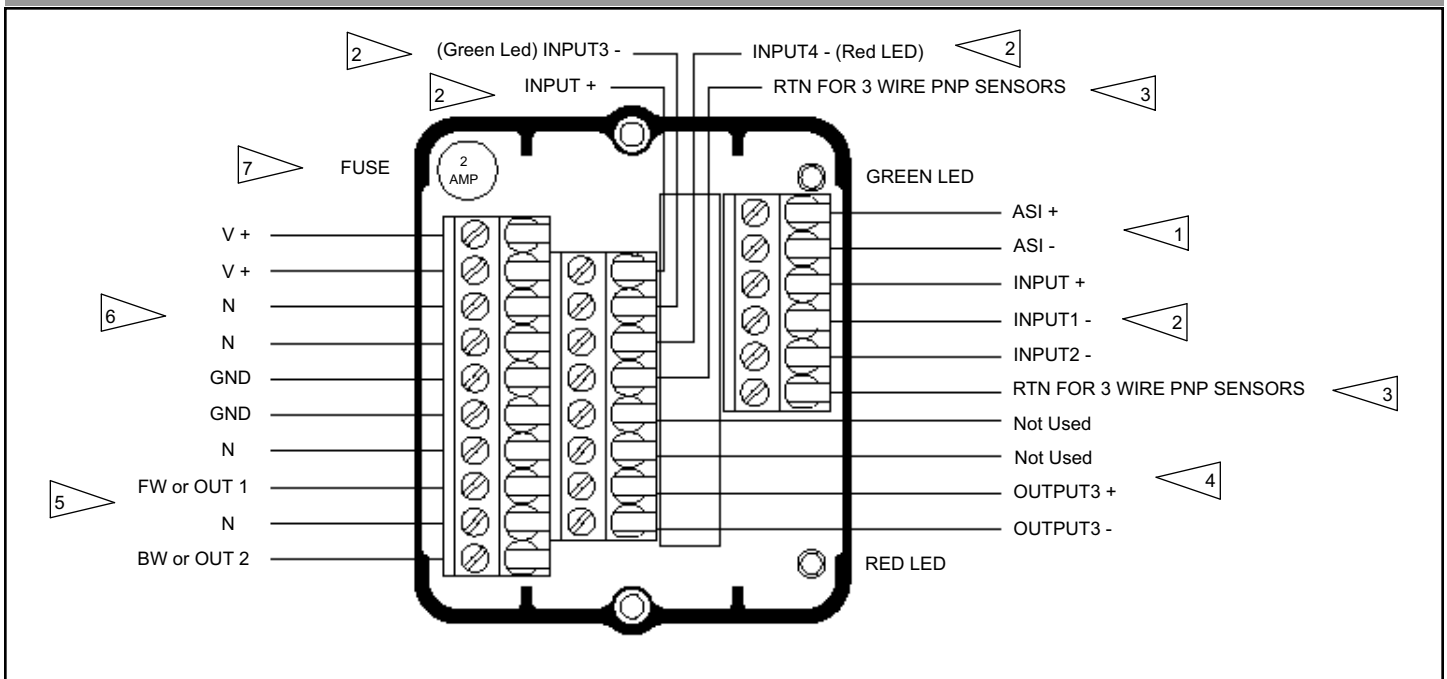 2 (Green Led) INPUT3 - INPUT4 - (Red LED) 2
2 INPUT + RTN FOR 3 WIRE PNP SENSORS 3
7 FUSE 2 AMP GREEN LED
V +
V +
6
N
N
GND
GND
N
5
FW or OUT 1
N
BW or OUT 2
ASI +
1
ASI -
INPUT +
INPUT1 - 2
INPUT2 -
RTN FOR 3 WIRE PNP SENSORS 3
Not Used
Not Used
4
OUTPUT3 +
OUTPUT3 -
RED LED